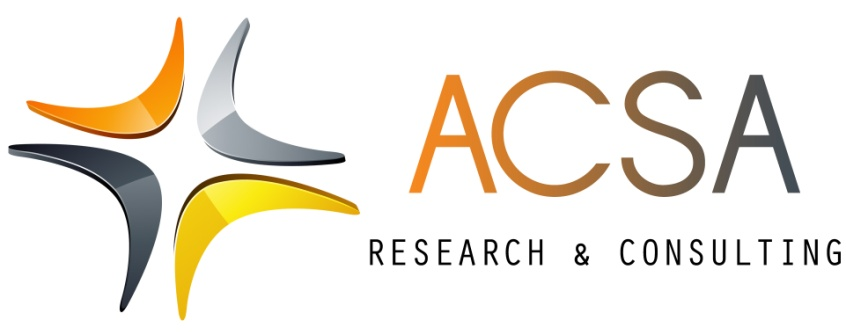 ACSA
RESEARCH & CONSULTING